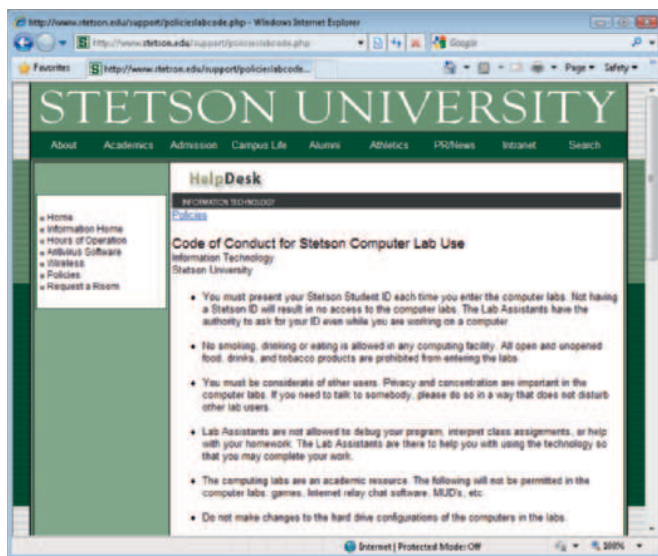 http://www.stetson.edu/support/policieslabcode.php - Windows Internet Explorer
http://www.stetson.edu/support/policieslabcode.php
Google
Favorites
http://www.stetson.edu/support/policieslabcode...
Page
Safety
STETSON UNIVERSITY
About Academics Admission Campus Life Alumni Athletics PR/News Intranet Search
HelpDesk
INFORMATION TECHNOLOGY
Policies
Home
Information Home
Hours of Operation
Antivirus Software
Wireless
Policies
Request a Room
Code of Conduct for Stetson Computer Lab Use
Information Technology
Stetson University
• You must present your Stetson Student ID each time you enter the computer labs. Not having
a Stetson ID will result in no access to the computer labs. The Lab Assistants have the
authority to ask for your ID even while you are working on a computer
• No smoking, drinking or eating is allowed in any computing facility. All open and unopened
food, drinks, and tobacco products are prohibited from entering the labs.
• You must be considerate of other users. Privacy and concentration are important in the
computer labs. If you need to talk to somebody, please do so in a way that does not disturb
other lab users.
• Lab Assistants are not allowed to debug your program, interpret class assignments, or help
with your homework. The Lab Assistants are there to help you with using the technology so
that you may complete your work.
• The computing labs are an academic resource. The following will not be permitted in the
computer labs: games, Internet relay chat software, MUD's, etc.
• Do not make changes to the hard drive configurations of the computers in the labs.
Internet | Protected Mode: Off
100%